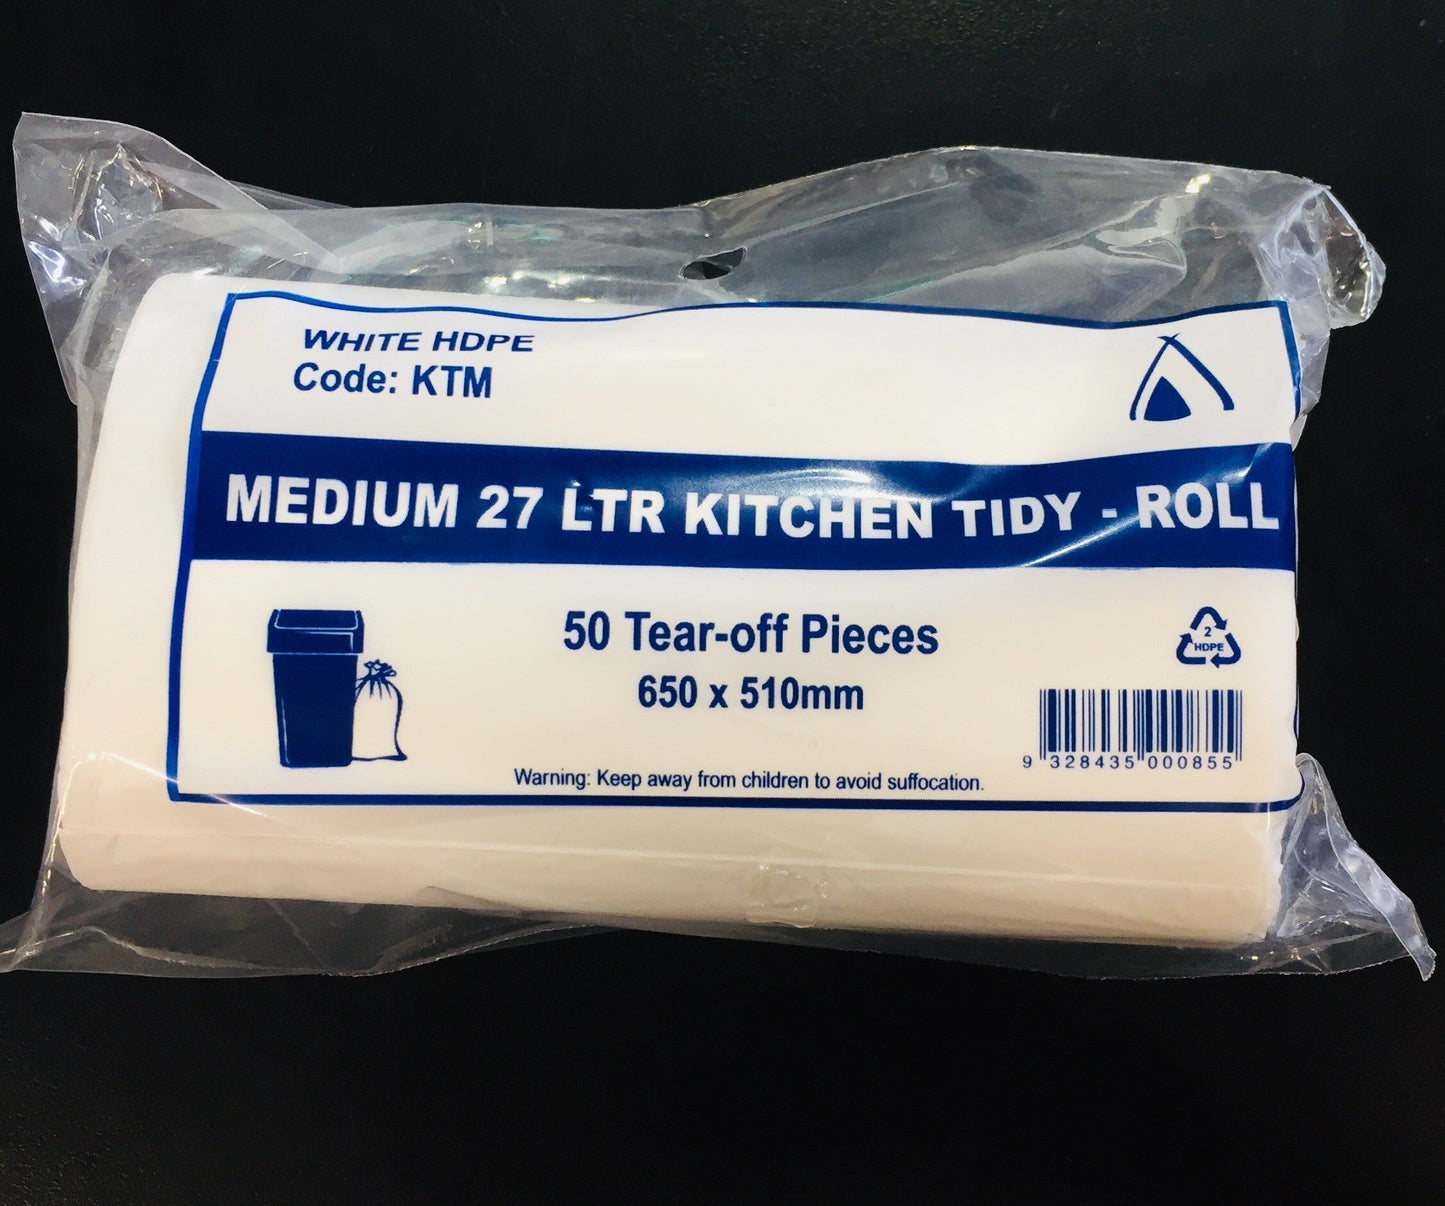 WHITE HDPE
Code: KTM
MEDIUM 27 LTR KITCHEN TIDY - ROLL
50 Tear-off Pieces
650 x 510mm
2
HDPE
9 328435 000855
Warning: Keep away from children to avoid suffocation.